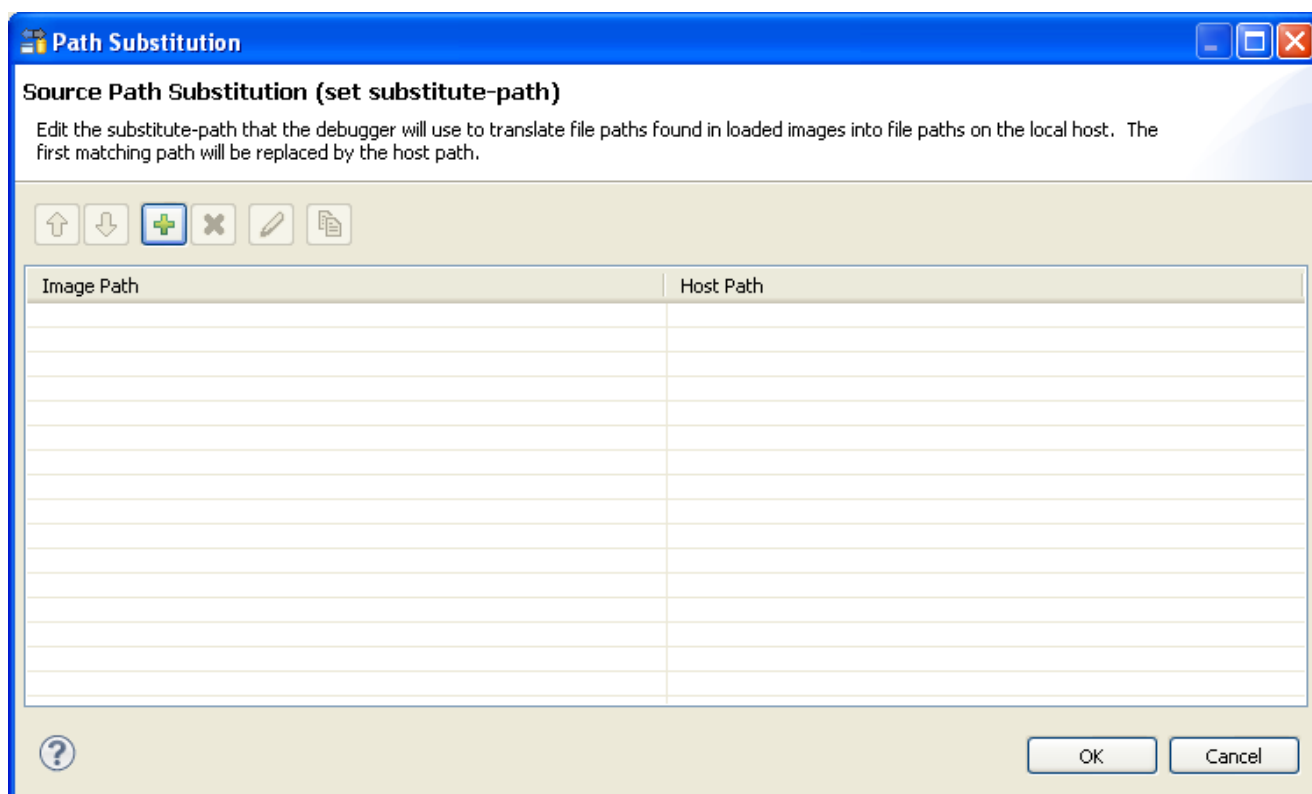 Path Substitution
Source Path Substitution (set substitute-path)
Edit the substitute-path that the debugger will use to translate file paths found in loaded images into file paths on the local host. The
first matching path will be replaced by the host path.
Image Path
Host Path
OK
Cancel